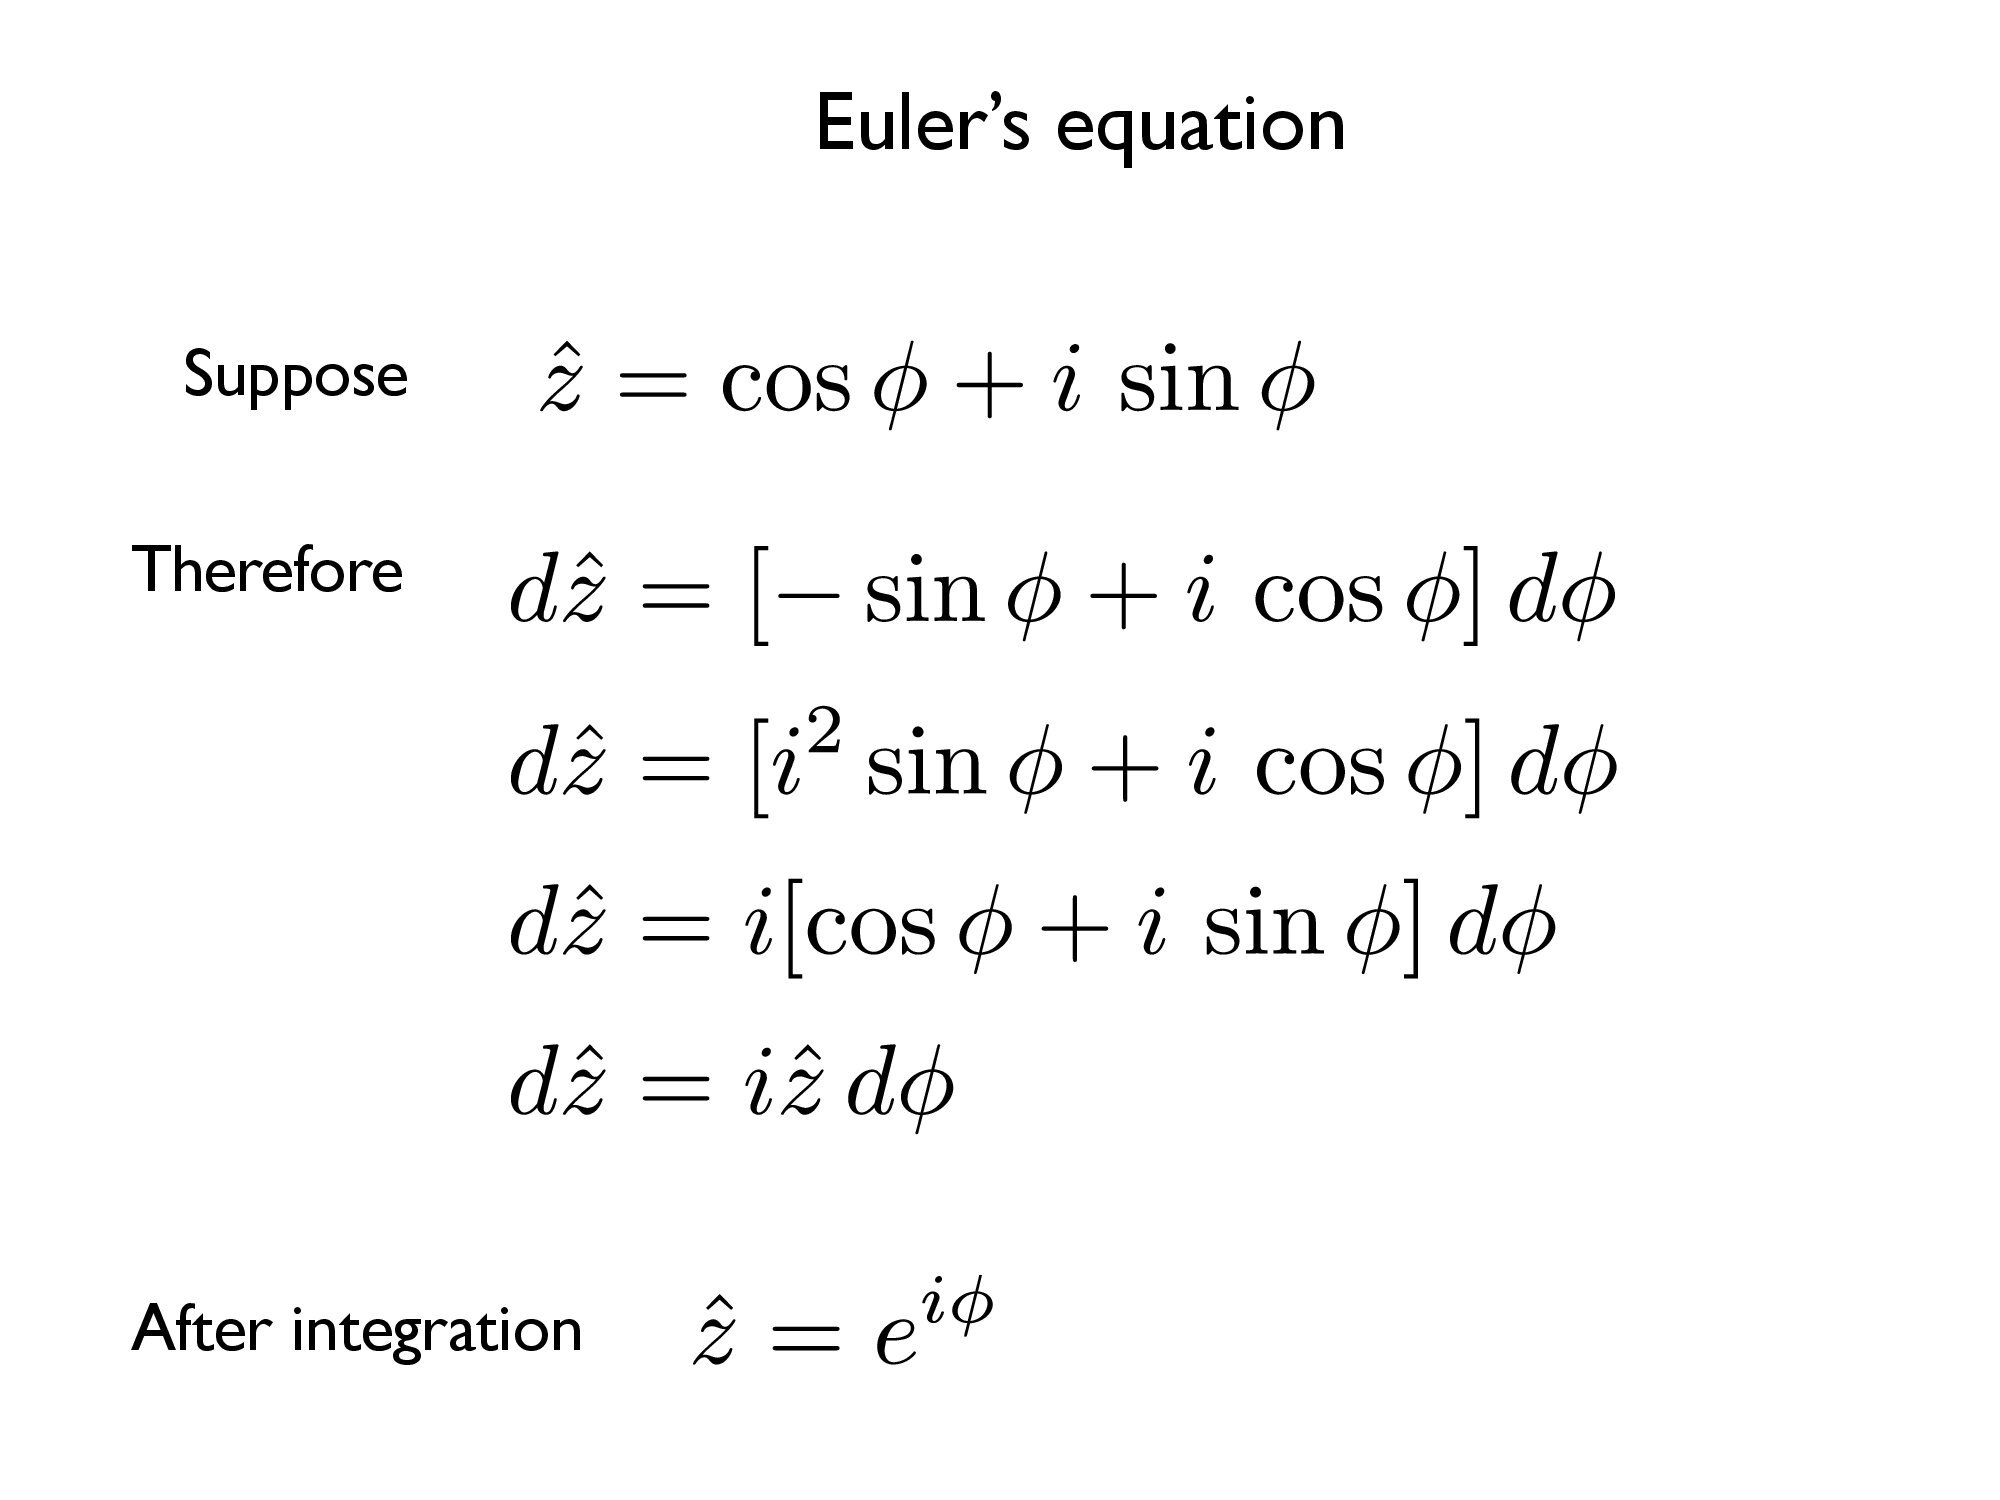 Euler’s equation
Suppose ẑ = cos ϕ + i sin ϕ
Therefore dẑ = [− sin ϕ + i cos ϕ] dϕ
dẑ = [i² sin ϕ + i cos ϕ] dϕ
dẑ = i[cos ϕ + i sin ϕ] dϕ
dẑ = iẑ dϕ
After integration ẑ = e^{iϕ}